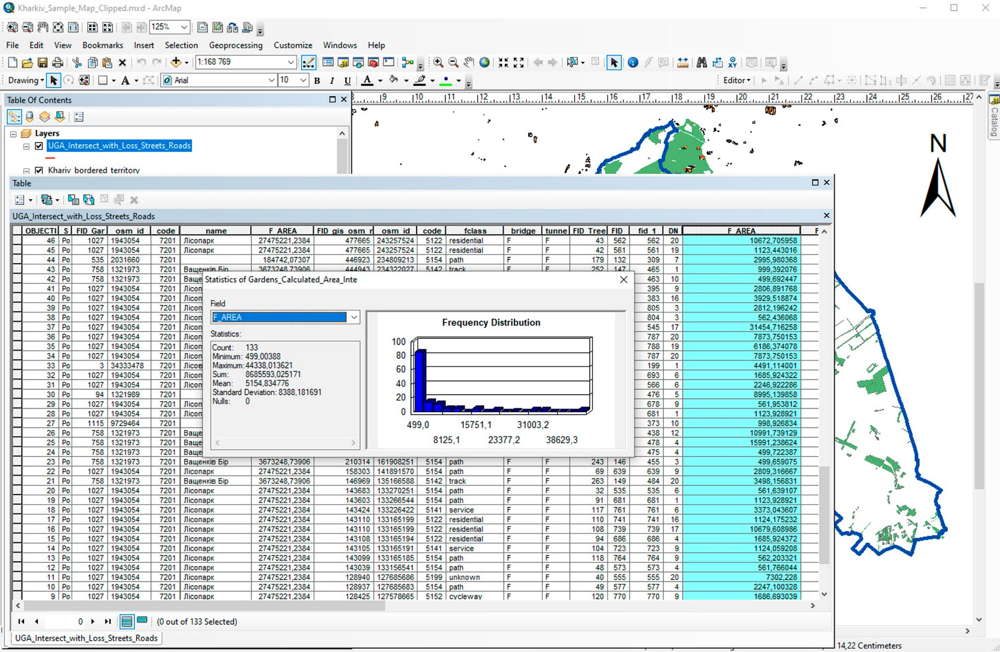 Kharkiv_Sample_Map_Clipped.mxd - ArcMap
125%
File Edit View Bookmarks Insert Selection Geoprocessing Customize Windows Help
1:168 769
Drawing Arial 10 B I U A Editor
Table Of Contents
9 10 11 12 13 14 15 16 17 18 19 20 21 22 23 24 25 26 27
Catalog
Layers
UGA_Intersect_with_Loss_Streets_Roads
Khariv bordered territory
N
Table
UGA_Intersect_with_Loss_Streets_Roads
OBJECTI S FID_Gar osm_id code name F_AREA FID_gis_osm_r osm_id code fclass bridge tunne FID_Tree FID fid_1 DN F_AREA F
46 Po 1027 1943054 7201 Лісопарк 27475221,2384 477665 243257524 5122 residential F F 43 562 562 20 10672,705958
45 Po 1027 1943054 7201 Лісопарк 27475221,2384 477665 243257524 5122 residential F F 42 561 561 19 1123,443016
44 Po 535 2031660 7201 184742,07307 446923 234809213 5154 path F F 179 132 309 7 2995,980368
43 Po 758 1321973 7201 Ващенків Бір 3673248,73906 444943 234322027 5142 track F F 252 147 465 1 999,392076
42 Po 758 1321973 7201 Ваще 463 10 499,692447
41 Po 1027 1943054 7201 Лісоп 395 9 2806,891768
40 Po 1027 1943054 7201 Лісоп 383 16 3929,518874
39 Po 1027 1943054 7201 Лісоп 805 3 2812,196242
38 Po 1027 1943054 7201 Лісоп 804 3 562,436068
37 Po 1027 1943054 7201 Лісоп 545 17 31454,716258
36 Po 1027 1943054 7201 Лісоп 787 20 7873,750153
35 Po 1027 1943054 7201 Лісоп 788 19 6186,374078
34 Po 1027 1943054 7201 Лісоп 787 20 7873,750153
33 Po 3 34333478 7201 Лісов 199 1 4491,114001
32 Po 1027 1943054 7201 Лісоп 693 6 1685,924322
31 Po 1027 1943054 7201 Лісоп 566 6 2246,922286
30 Po 94 1321989 7201 476 5 8995,139858
29 Po 1027 1943054 7201 Лісоп 678 9 561,953812
28 Po 1027 1943054 7201 Лісоп 681 1 1123,928921
27 Po 1115 9729464 7201 373 10 998,926834
26 Po 758 1321973 7201 Ваще 438 12 10991,739129
25 Po 758 1321973 7201 Ваще 478 4 15991,238624
24 Po 758 1321973 7201 Ваще 475 4 499,722387
23 Po 758 1321973 7201 Ващенків Бір 3673248,73906 210314 161908251 5154 path F F 243 146 455 3 499,659075
22 Po 1027 1943054 7201 Лісопарк 27475221,2384 158303 141891570 5154 path F F 69 639 639 9 2809,316667
21 Po 758 1321973 7201 Ващенків Бір 3673248,73906 146969 135166588 5142 track F F 263 149 484 20 3498,156831
20 Po 1027 1943054 7201 Лісопарк 27475221,2384 143683 133270251 5154 path F F 32 535 535 6 561,639107
19 Po 1027 1943054 7201 Лісопарк 27475221,2384 143603 133266544 5154 path F F 91 681 681 1 1123,928921
18 Po 1027 1943054 7201 Лісопарк 27475221,2384 143424 133226422 5141 service F F 117 761 761 6 3373,043607
17 Po 1027 1943054 7201 Лісопарк 27475221,2384 143110 133165199 5122 residential F F 110 741 741 16 1124,175232
16 Po 1027 1943054 7201 Лісопарк 27475221,2384 143110 133165199 5122 residential F F 108 739 739 17 10679,608986
15 Po 1027 1943054 7201 Лісопарк 27475221,2384 143108 133165194 5122 residential F F 94 686 686 4 1685,924372
14 Po 1027 1943054 7201 Лісопарк 27475221,2384 143105 133165191 5141 service F F 104 723 723 9 1124,059208
13 Po 1027 1943054 7201 Лісопарк 27475221,2384 143099 133165185 5154 path F F 118 764 764 9 562,203321
12 Po 1027 1943054 7201 Лісопарк 27475221,2384 143039 133156541 5154 path F F 48 573 573 4 561,766044
11 Po 1027 1943054 7201 Лісопарк 27475221,2384 128940 127685686 5199 unknown F F 40 555 555 20 7302,228
10 Po 1027 1943054 7201 Лісопарк 27475221,2384 128937 127685683 5154 path F F 49 577 577 4 2247,100328
9 Po 1027 1943054 7201 Лісопарк 27475221,2384 128425 127578665 5152 cycleway F F 120 770 770 9 1686,693039
Statistics of Gardens_Calculated_Area_Inte
Field
F_AREA
Statistics:
Count: 133
Minimum: 499,00388
Maximum: 44338,013621
Sum: 8685593,025171
Mean: 5154,834776
Standard Deviation: 8388,181691
Nulls: 0
Frequency Distribution
100
80
60
40
20
0
499,0 15751,1 31003,2
8125,1 23377,2 38629,3
0 (0 out of 133 Selected)
UGA_Intersect_with_Loss_Streets_Roads
14,22 Centimeters